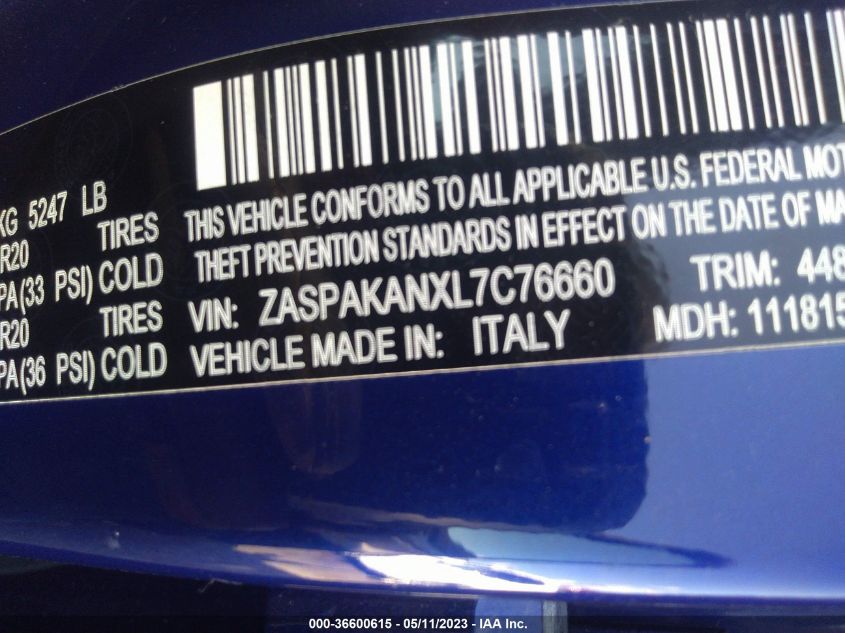 KG 5247 LB
R20 TIRES
PA(33 PSI) COLD
R20 TIRES
PA(36 PSI) COLD
THIS VEHICLE CONFORMS TO ALL APPLICABLE U.S. FEDERAL MOT
THEFT PREVENTION STANDARDS IN EFFECT ON THE DATE OF MA
VIN: ZASPAKANXL7C76660 TRIM: 448
VEHICLE MADE IN: ITALY MDH: 111815
000-36600615 - 05/11/2023 - IAA Inc.